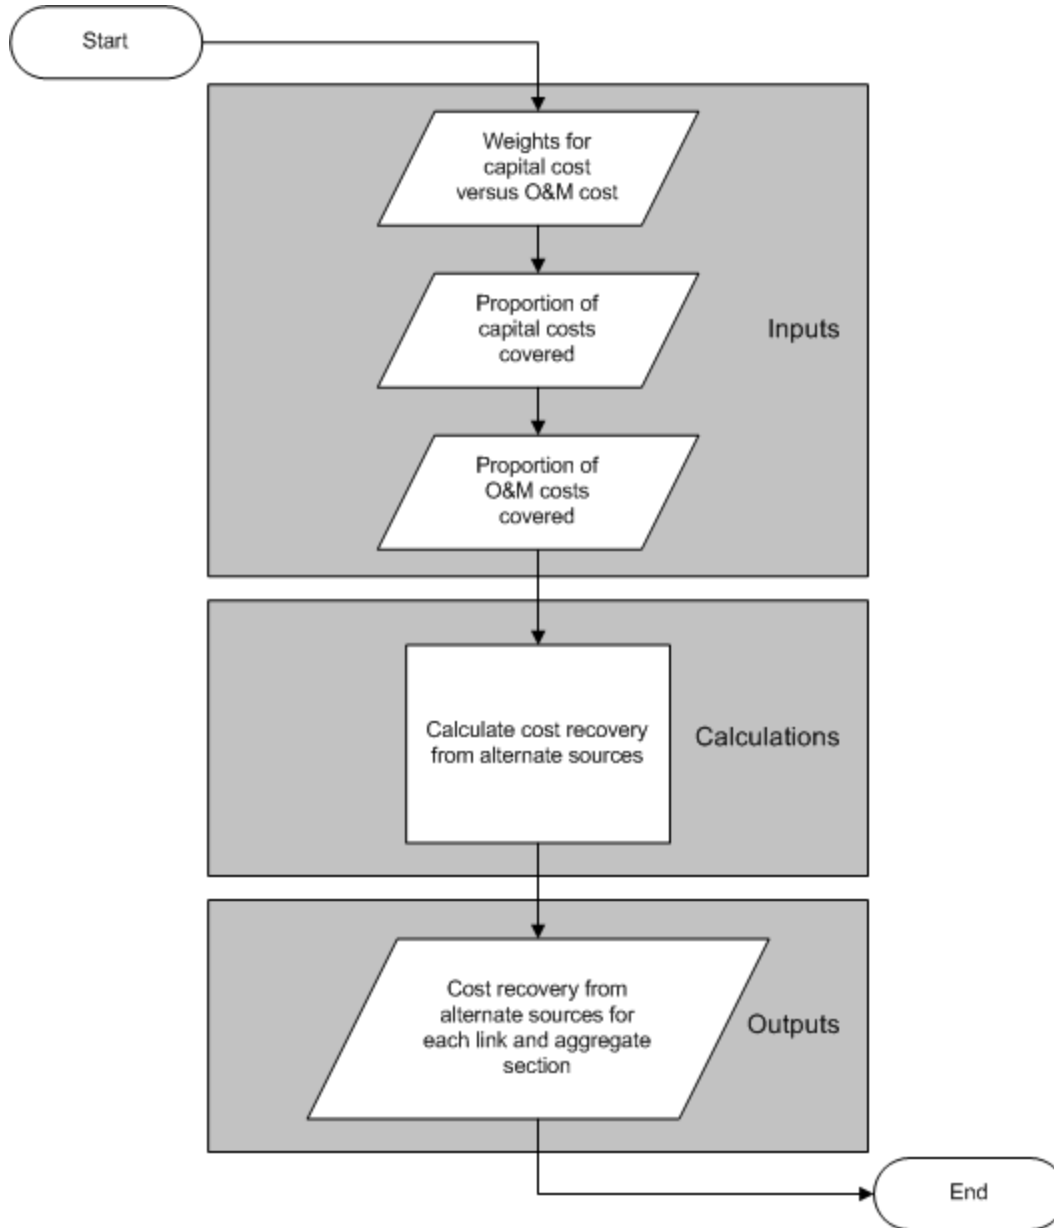 Start
Weights for
capital cost
versus O&M cost
Proportion of
capital costs
covered
Inputs
Proportion of
O&M costs
covered
Calculate cost recovery
from alternate sources
Calculations
Cost recovery from
alternate sources for
each link and aggregate
section
Outputs
End